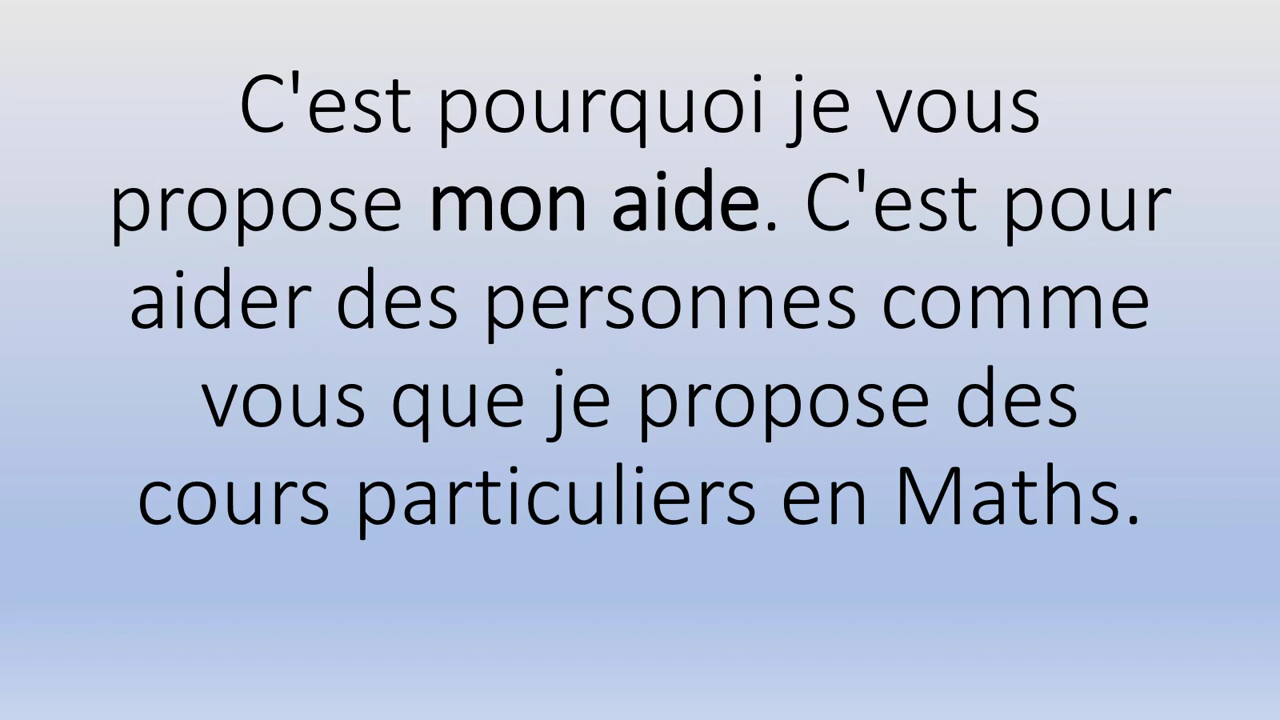 C'est pourquoi je vous
propose mon aide. C'est pour
aider des personnes comme
vous que je propose des
cours particuliers en Maths.